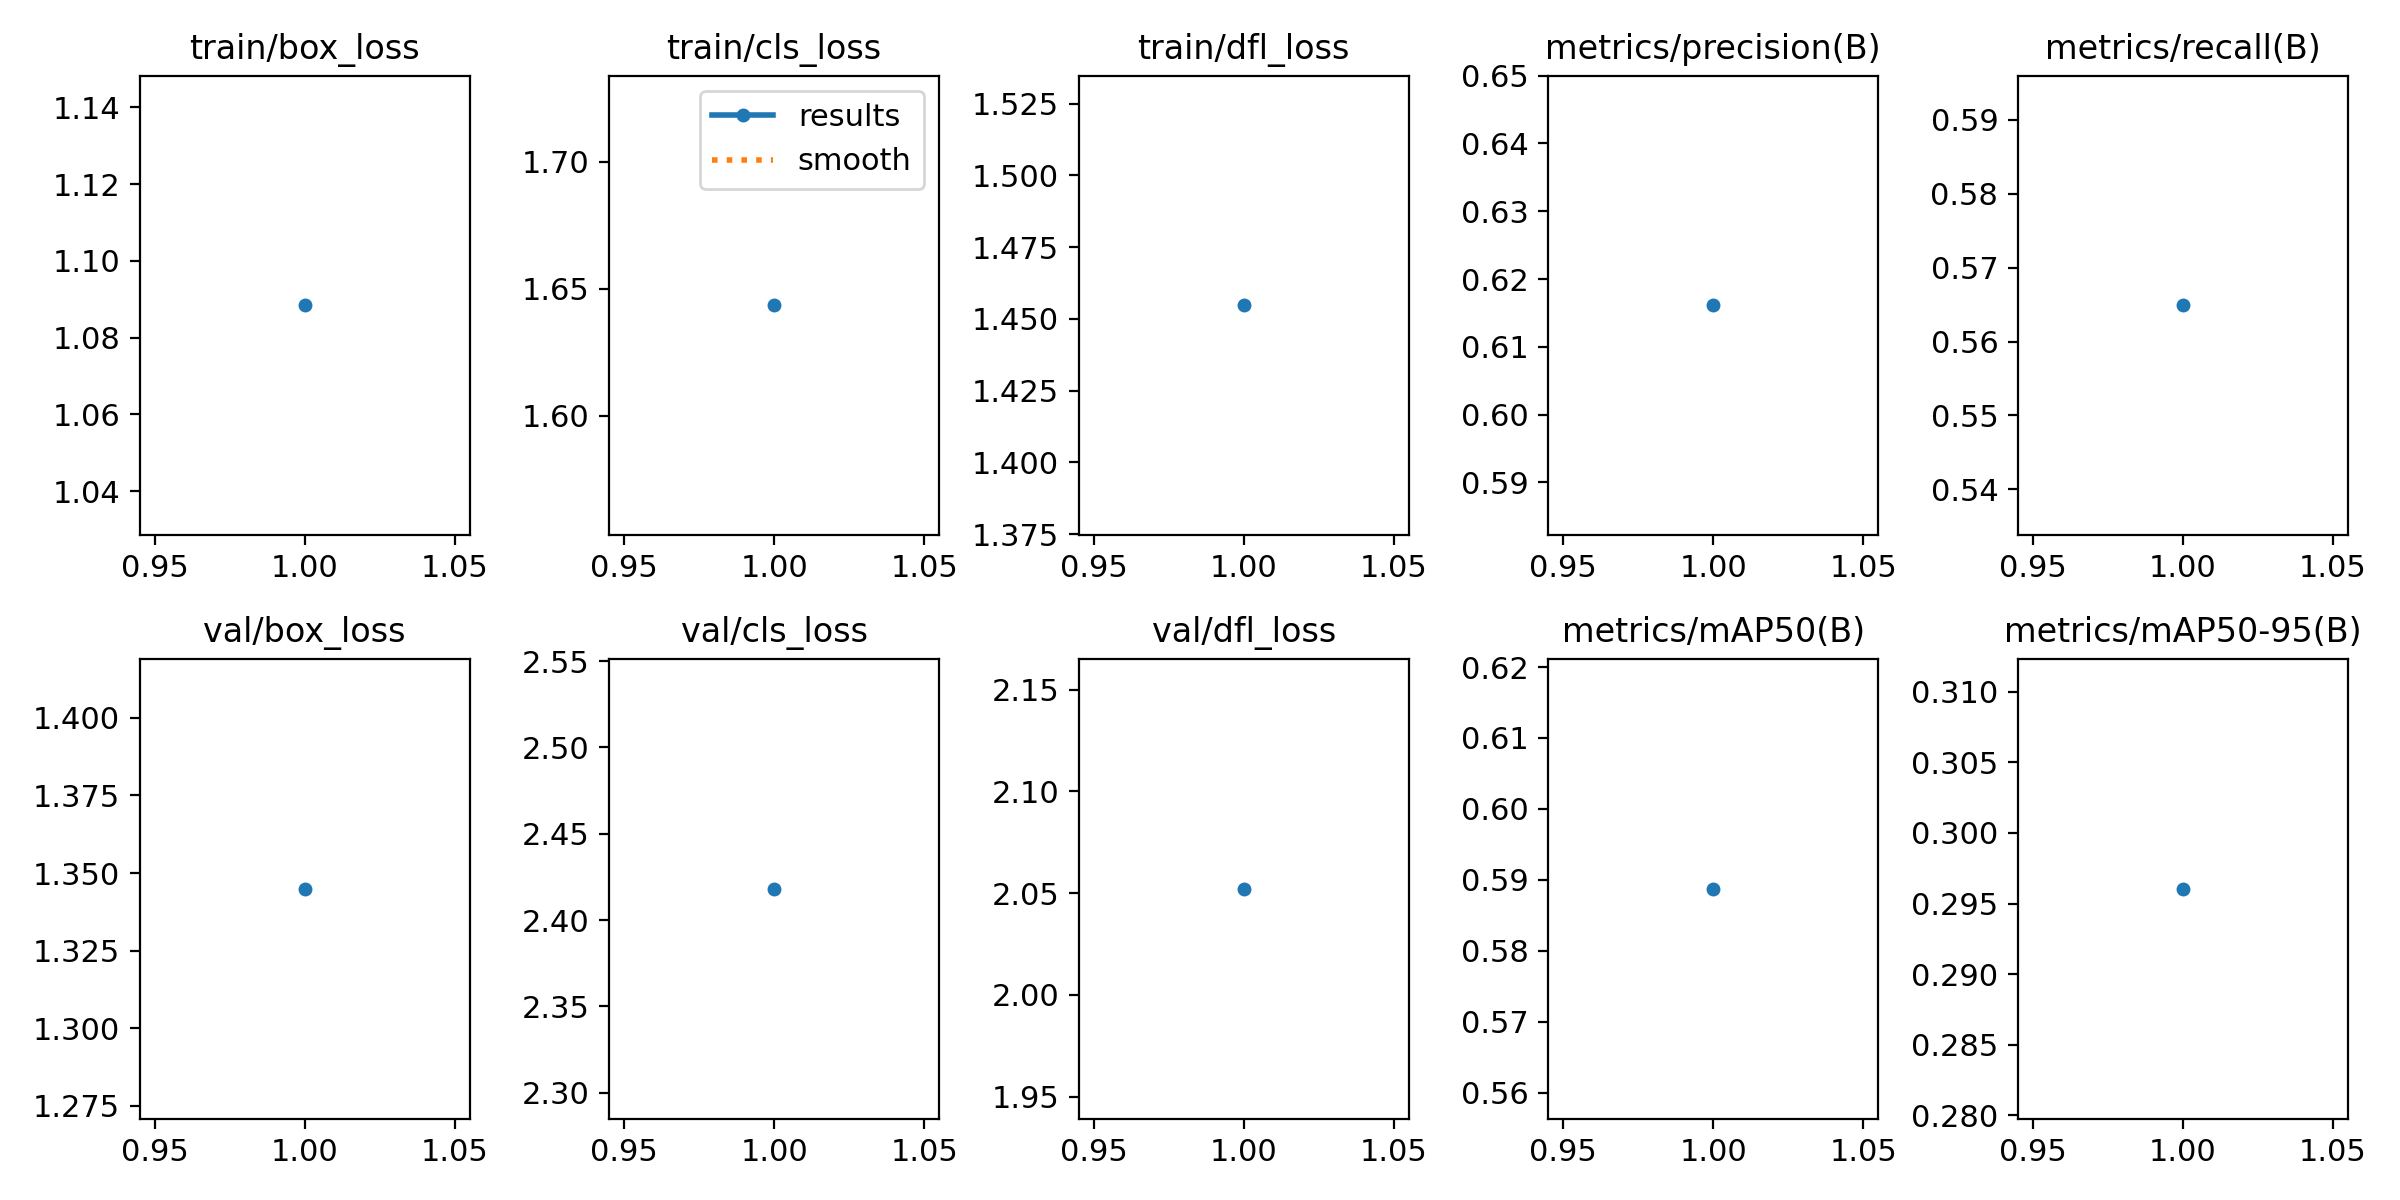 train/box_loss
1.14
1.12
1.10
1.08
1.06
1.04
0.95 1.00 1.05
train/cls_loss
results
smooth
1.70
1.65
1.60
0.95 1.00 1.05
train/dfl_loss
1.525
1.500
1.475
1.450
1.425
1.400
1.375
0.95 1.00 1.05
metrics/precision(B)
0.65
0.64
0.63
0.62
0.61
0.60
0.59
0.95 1.00 1.05
metrics/recall(B)
0.59
0.58
0.57
0.56
0.55
0.54
0.95 1.00 1.05
val/box_loss
1.400
1.375
1.350
1.325
1.300
1.275
0.95 1.00 1.05
val/cls_loss
2.55
2.50
2.45
2.40
2.35
2.30
0.95 1.00 1.05
val/dfl_loss
2.15
2.10
2.05
2.00
1.95
0.95 1.00 1.05
metrics/mAP50(B)
0.62
0.61
0.60
0.59
0.58
0.57
0.56
0.95 1.00 1.05
metrics/mAP50-95(B)
0.310
0.305
0.300
0.295
0.290
0.285
0.280
0.95 1.00 1.05